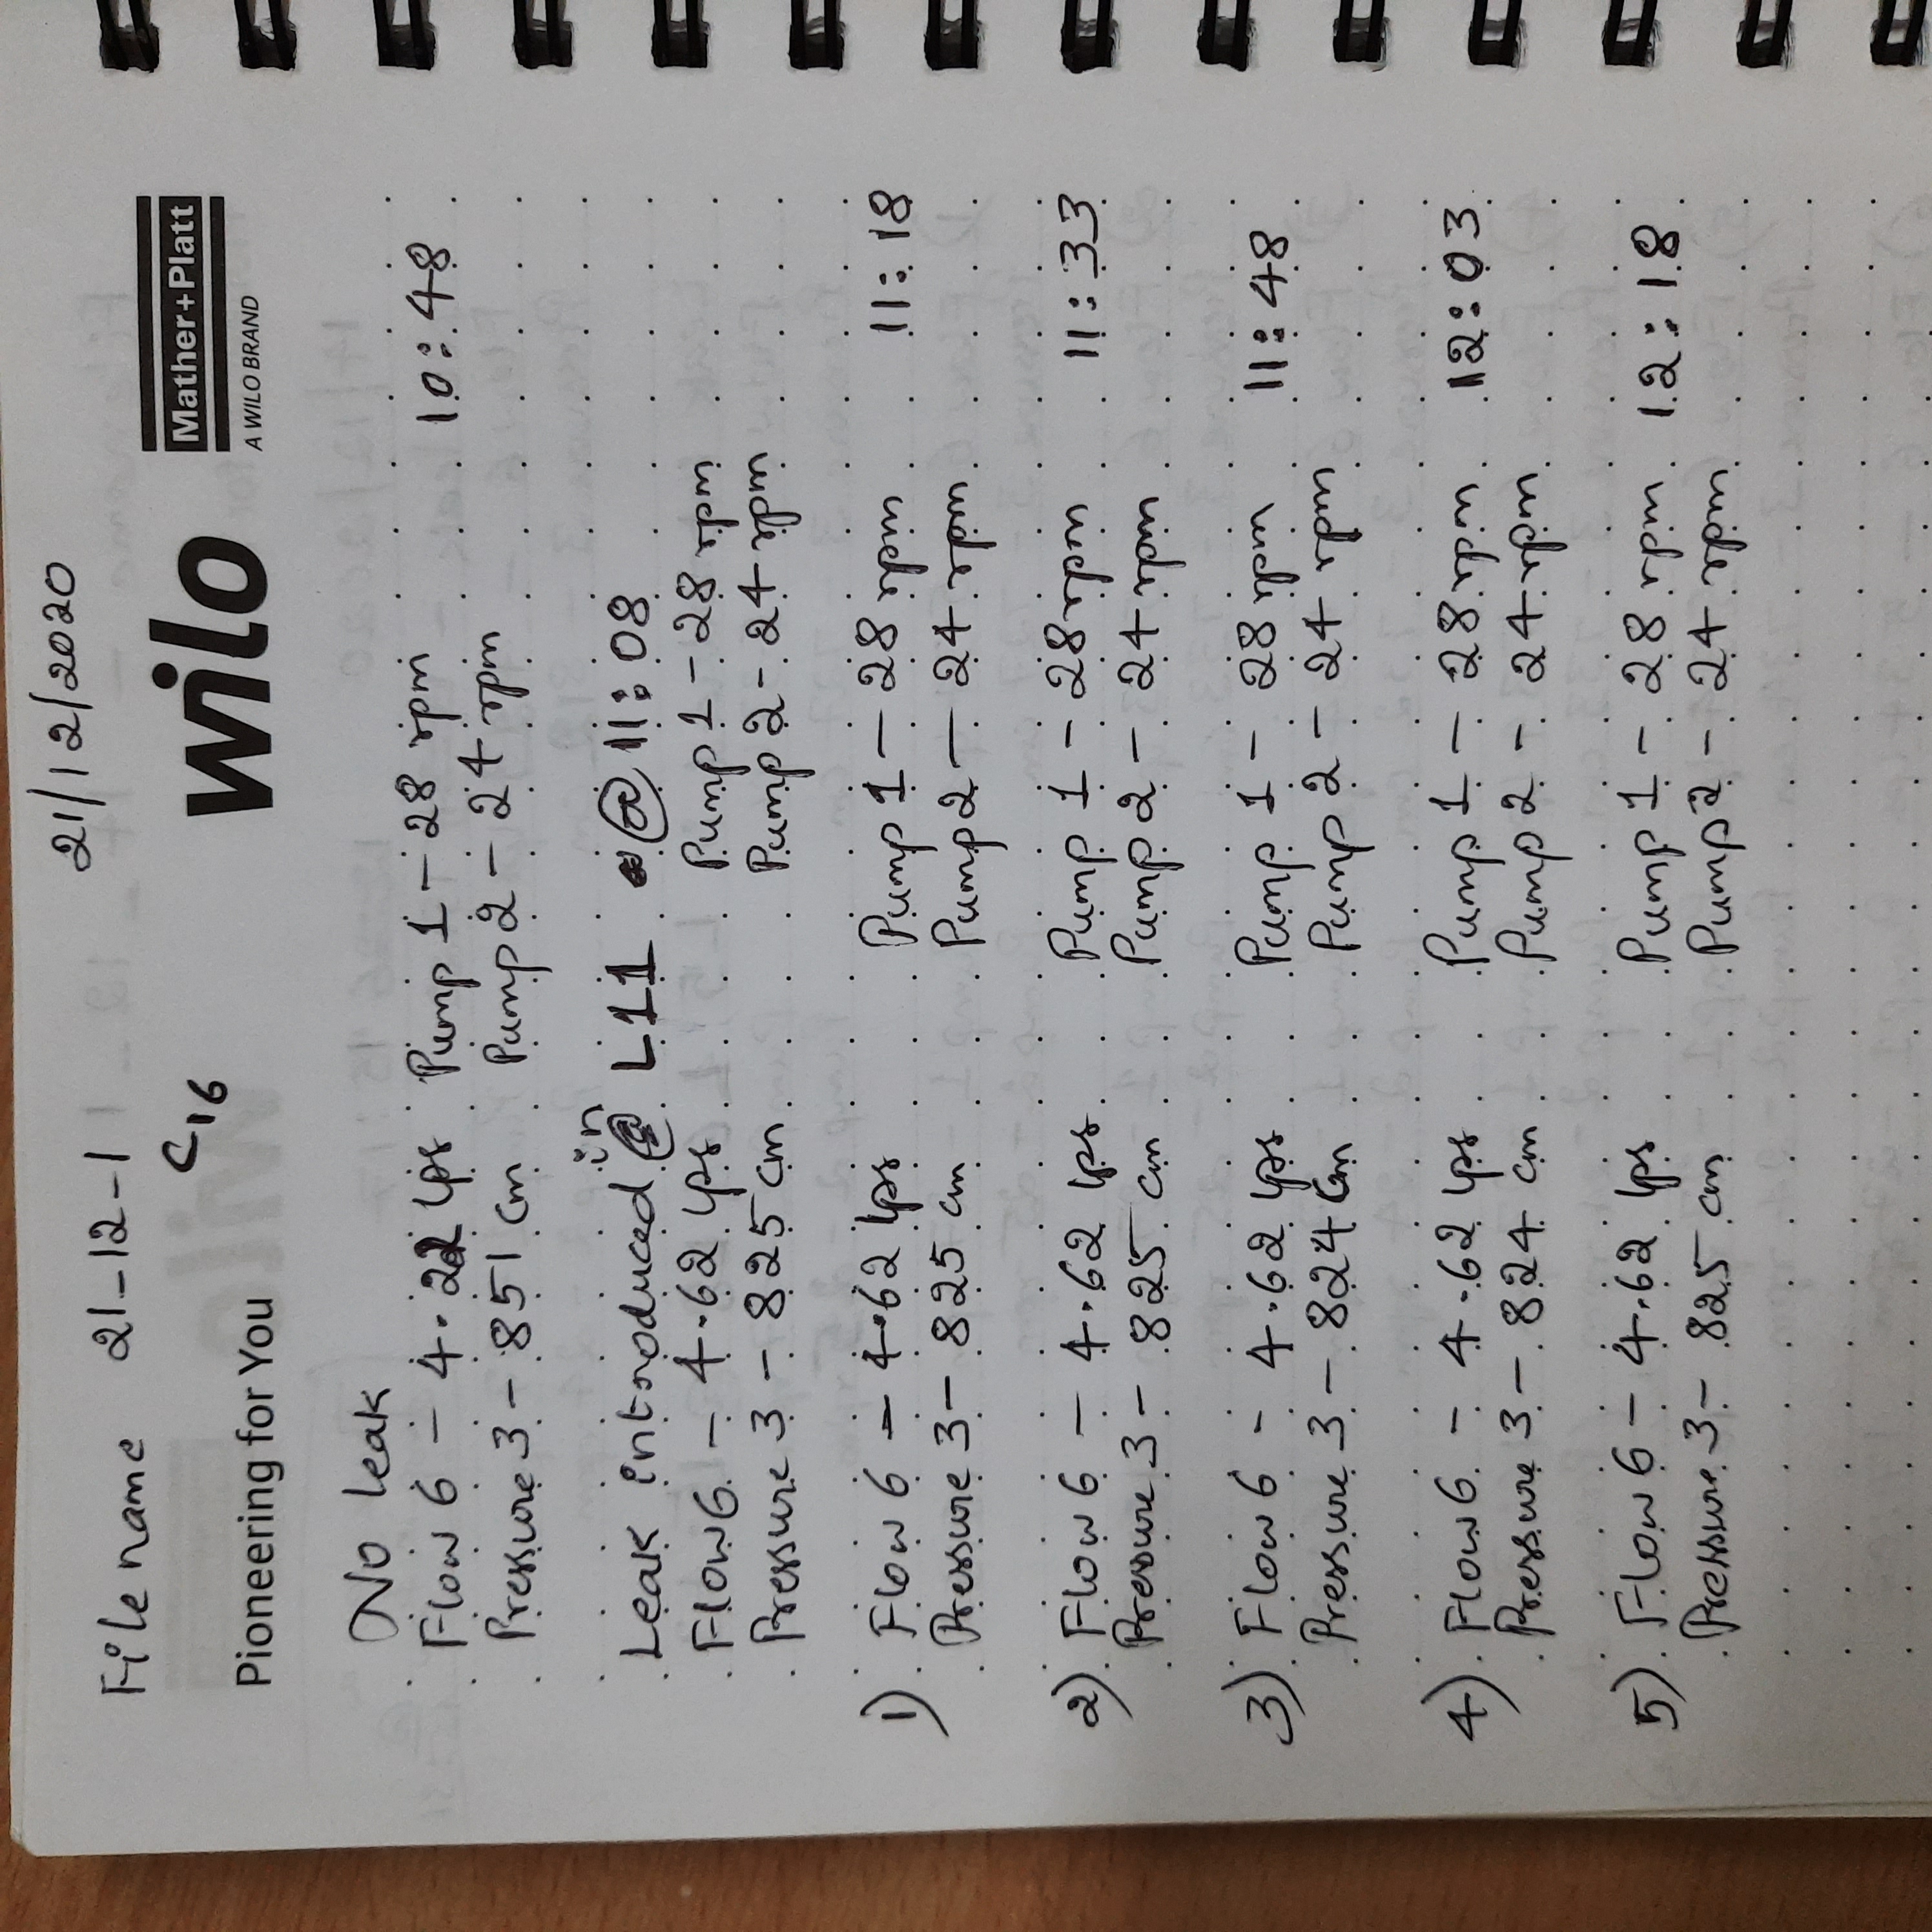 21/12/2020
File name 21-12-1
C16
Pioneering for You
wilo
Mather+Platt
A WILO BRAND
No leak
Flow 6 - 4.22 lps Pump 1 - 28 rpm 10:48
Pressure 3 - 851 cm Pump 2 - 24 rpm
Leak introduced in L11 @ 11:08
Flow 6 - 4.62 lps Pump 1 - 28 rpm
Pressure 3 - 825 cm Pump 2 - 24 rpm
1) Flow 6 - 4.62 lps Pump 1 - 28 rpm 11:18
Pressure 3 - 825 cm Pump 2 - 24 rpm
2) Flow 6 - 4.62 lps Pump 1 - 28 rpm 11:33
Pressure 3 - 825 cm Pump 2 - 24 rpm
3) Flow 6 - 4.62 lps Pump 1 - 28 rpm 11:48
Pressure 3 - 824 cm Pump 2 - 24 rpm
4) Flow 6 - 4.62 lps Pump 1 - 28 rpm 12:03
Pressure 3 - 824 cm Pump 2 - 24 rpm
5) Flow 6 - 4.62 lps Pump 1 - 28 rpm 12:18
Pressure 3 - 825 cm Pump 2 - 24 rpm